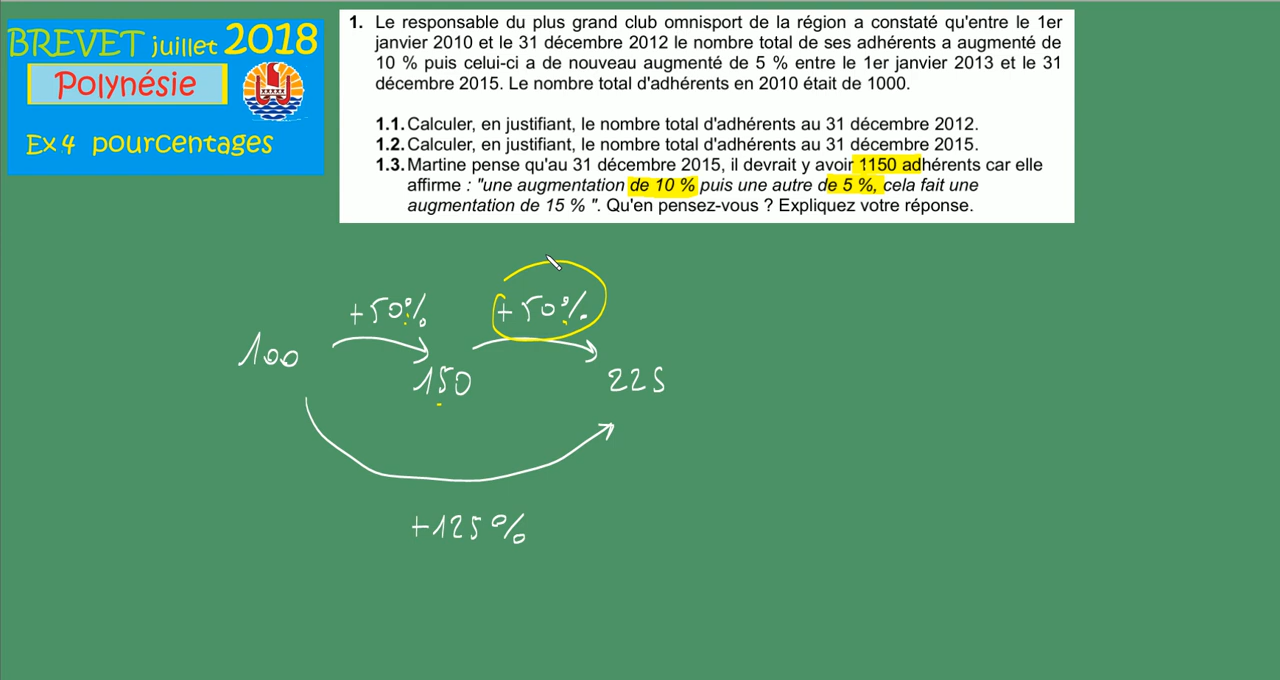 BREVET juillet 2018
Polynésie
Ex 4 pourcentages
1. Le responsable du plus grand club omnisport de la région a constaté qu'entre le 1er
janvier 2010 et le 31 décembre 2012 le nombre total de ses adhérents a augmenté de
10 % puis celui-ci a de nouveau augmenté de 5 % entre le 1er janvier 2013 et le 31
décembre 2015. Le nombre total d'adhérents en 2010 était de 1000.
1.1. Calculer, en justifiant, le nombre total d'adhérents au 31 décembre 2012.
1.2. Calculer, en justifiant, le nombre total d'adhérents au 31 décembre 2015.
1.3. Martine pense qu'au 31 décembre 2015, il devrait y avoir 1150 adhérents car elle
affirme : "une augmentation de 10 % puis une autre de 5 %, cela fait une
augmentation de 15 % ". Qu'en pensez-vous ? Expliquez votre réponse.
+50% +50%
100 150 225
+125%